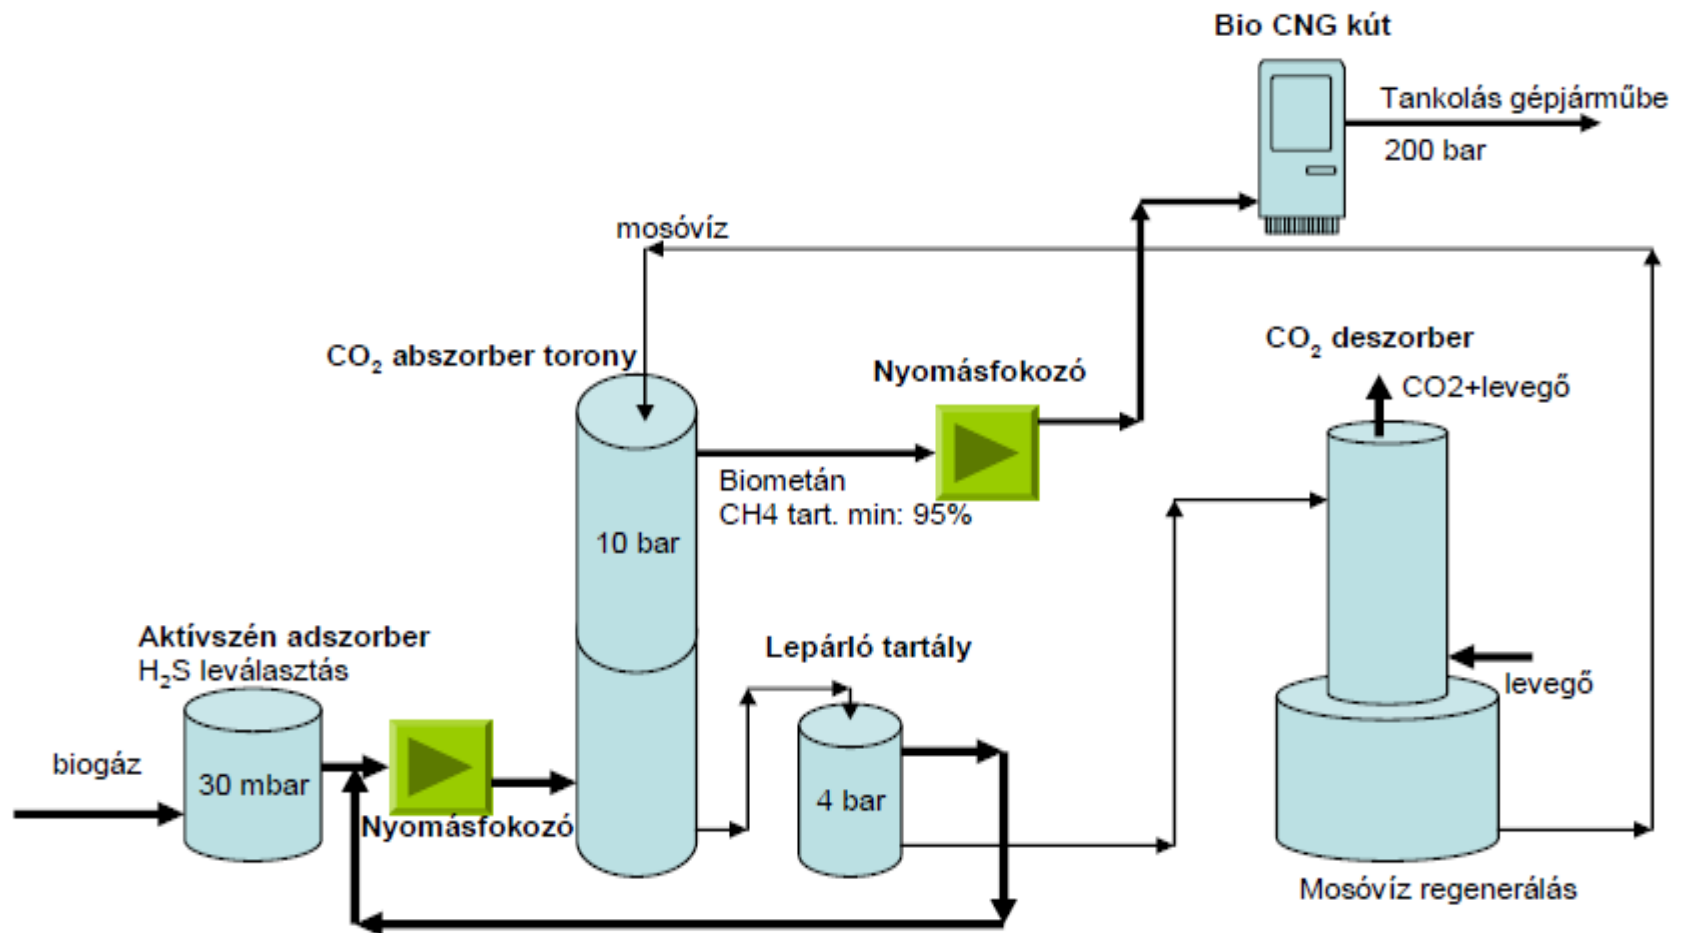 Bio CNG kút
Tankolás gépjárműbe
200 bar
mosóvíz
CO₂ abszorber torony
Nyomásfokozó
CO₂ deszorber
CO2+levegő
Biometán
CH4 tart. min: 95%
10 bar
Aktívszén adszorber
H₂S leválasztás
Lepárló tartály
levegő
biogáz
30 mbar
4 bar
Nyomásfokozó
Mosóvíz regenerálás